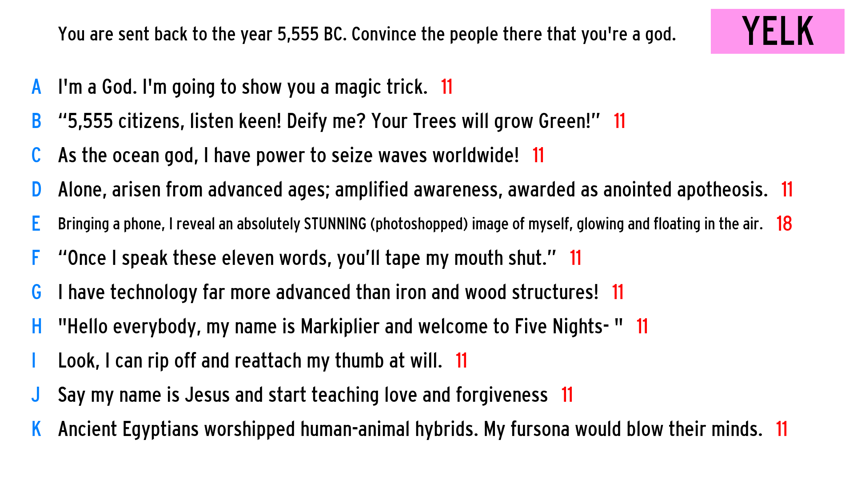 You are sent back to the year 5,555 BC. Convince the people there that you're a god.
YELK
A I'm a God. I'm going to show you a magic trick. 11
B “5,555 citizens, listen keen! Deify me? Your Trees will grow Green!” 11
C As the ocean god, I have power to seize waves worldwide! 11
D Alone, arisen from advanced ages; amplified awareness, awarded as anointed apotheosis. 11
E Bringing a phone, I reveal an absolutely STUNNING (photoshopped) image of myself, glowing and floating in the air. 18
F “Once I speak these eleven words, you’ll tape my mouth shut.” 11
G I have technology far more advanced than iron and wood structures! 11
H "Hello everybody, my name is Markiplier and welcome to Five Nights- " 11
I Look, I can rip off and reattach my thumb at will. 11
J Say my name is Jesus and start teaching love and forgiveness 11
K Ancient Egyptians worshipped human-animal hybrids. My fursona would blow their minds. 11